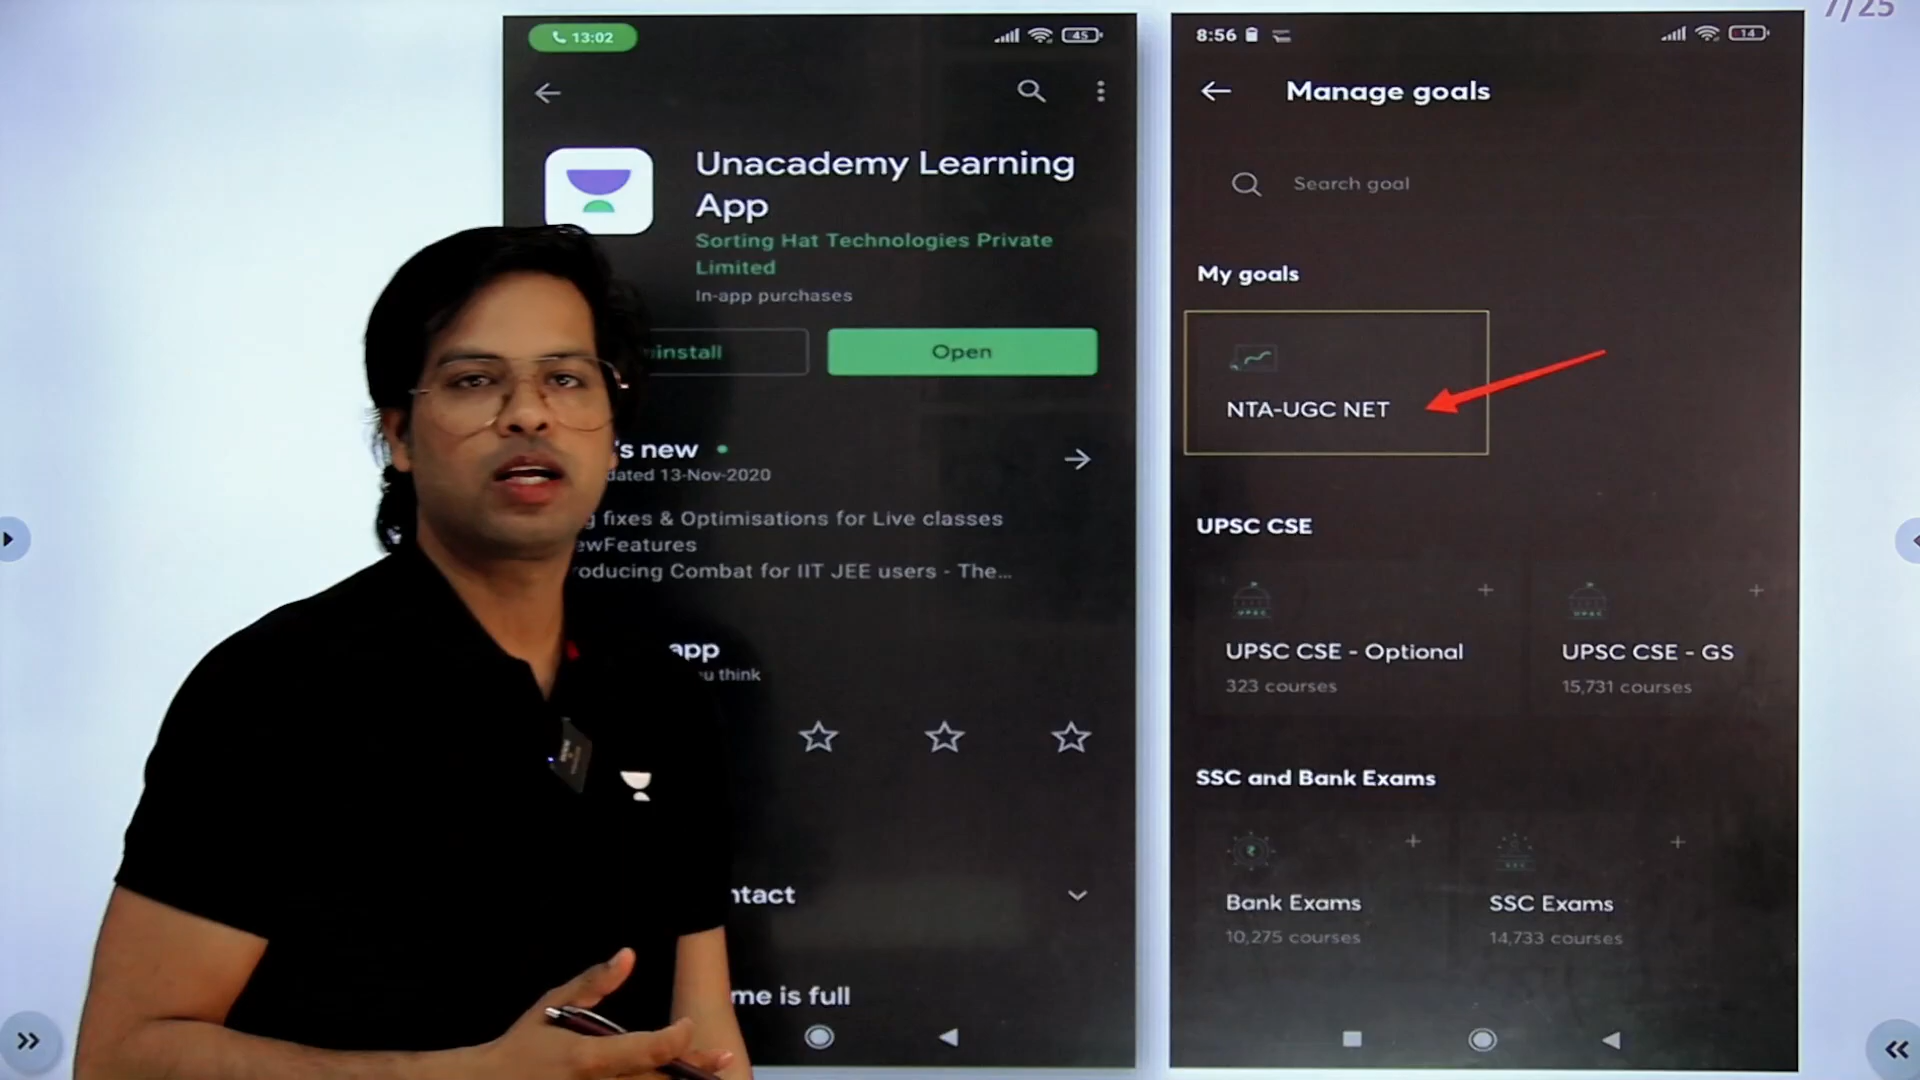 7/25
13:02
45
Unacademy Learning
App
Sorting Hat Technologies Private
Limited
In-app purchases
ninstall
Open
's new
dated 13-Nov-2020
g fixes & Optimisations for Live classes
ewFeatures
roducing Combat for IIT JEE users - The...
app
u think
ntact
me is full
8:56
14
Manage goals
Search goal
My goals
NTA-UGC NET
UPSC CSE
UPSC CSE - Optional
323 courses
UPSC CSE - GS
15,731 courses
SSC and Bank Exams
Bank Exams
10,275 courses
SSC Exams
14,733 courses